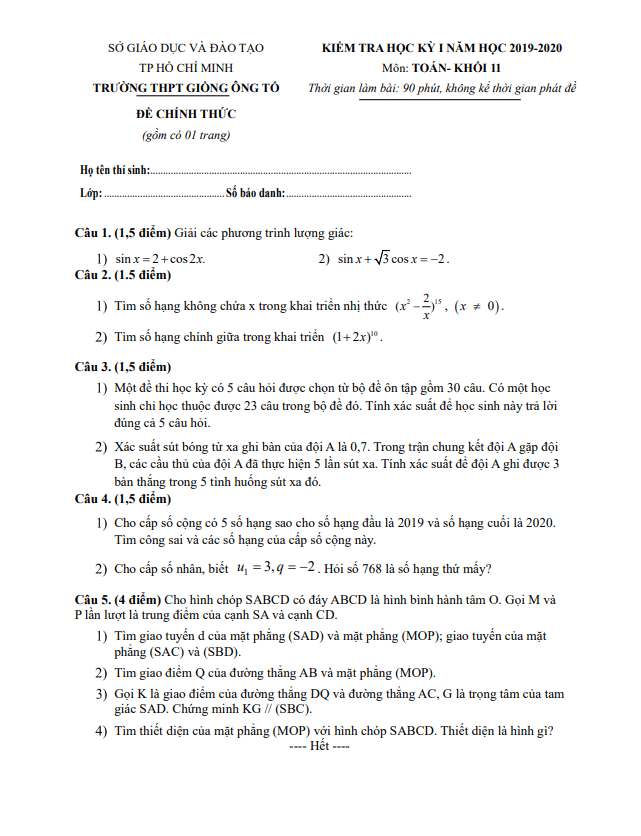 SỞ GIÁO DỤC VÀ ĐÀO TẠO
TP HỒ CHÍ MINH
TRƯỜNG THPT GIỒNG ÔNG TỐ
ĐỀ CHÍNH THỨC
(gồm có 01 trang)
KIỂM TRA HỌC KỲ I NĂM HỌC 2019-2020
Môn: TOÁN- KHỐI 11
Thời gian làm bài: 90 phút, không kể thời gian phát đề
Họ tên thí sinh:........................................................................................................
Lớp: ................................................ Số báo danh:..................................................
Câu 1. (1,5 điểm) Giải các phương trình lượng giác:
1) sin x = 2 + cos 2x. 2) sin x + √3 cos x = −2.
Câu 2. (1.5 điểm)
1) Tìm số hạng không chứa x trong khai triển nhị thức (x² − 2/x)¹⁵, (x ≠ 0).
2) Tìm số hạng chính giữa trong khai triển (1 + 2x)¹⁰.
Câu 3. (1,5 điểm)
1) Một đề thi học kỳ có 5 câu hỏi được chọn từ bộ đề ôn tập gồm 30 câu. Có một học
sinh chỉ học thuộc được 23 câu trong bộ đề đó. Tính xác suất để học sinh này trả lời
đúng cả 5 câu hỏi.
2) Xác suất sút bóng từ xa ghi bàn của đội A là 0,7. Trong trận chung kết đội A gặp đội
B, các cầu thủ của đội A đã thực hiện 5 lần sút xa. Tính xác suất để đội A ghi được 3
bàn thắng trong 5 tình huống sút xa đó.
Câu 4. (1,5 điểm)
1) Cho cấp số cộng có 5 số hạng sao cho số hạng đầu là 2019 và số hạng cuối là 2020.
Tìm công sai và các số hạng của cấp số cộng này.
2) Cho cấp số nhân, biết u₁ = 3, q = −2. Hỏi số 768 là số hạng thứ mấy?
Câu 5. (4 điểm) Cho hình chóp SABCD có đáy ABCD là hình bình hành tâm O. Gọi M và
P lần lượt là trung điểm của cạnh SA và cạnh CD.
1) Tìm giao tuyến d của mặt phẳng (SAD) và mặt phẳng (MOP); giao tuyến của mặt
phẳng (SAC) và (SBD).
2) Tìm giao điểm Q của đường thẳng AB và mặt phẳng (MOP).
3) Gọi K là giao điểm của đường thẳng DQ và đường thẳng AC, G là trọng tâm của tam
giác SAD. Chứng minh KG // (SBC).
4) Tìm thiết diện của mặt phẳng (MOP) với hình chóp SABCD. Thiết diện là hình gì?
---- Hết ----